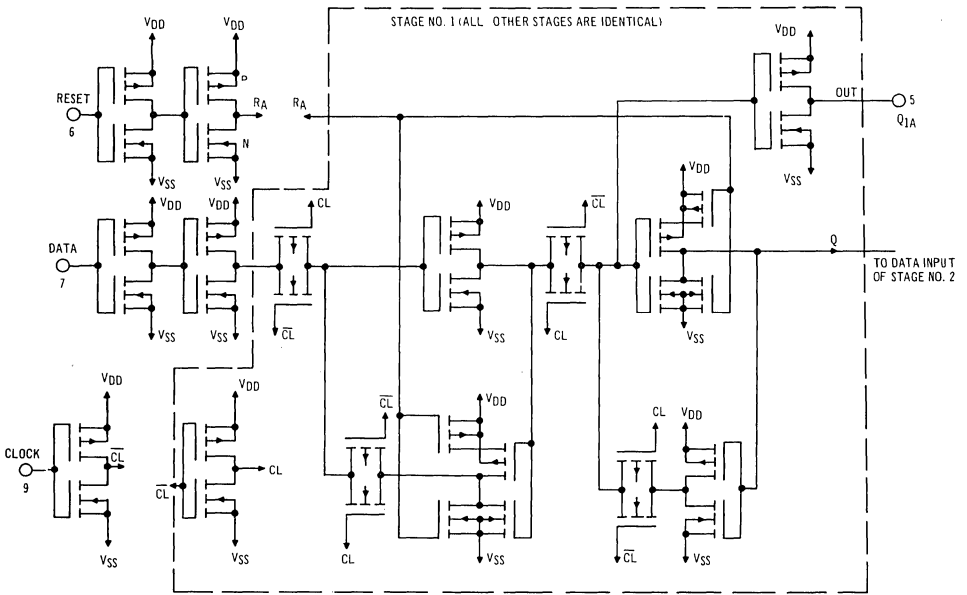 STAGE NO. 1 (ALL OTHER STAGES ARE IDENTICAL)
VDD
VDD
VDD
P
RESET
6
RA
RA
OUT
5
Q1A
N
VSS
VSS
VSS
VDD
VDD
CL
VDD
CL
VDD
DATA
7
Q
TO DATA INPUT
OF STAGE NO. 2
VSS
VSS
CL
VSS
CL
VSS
VDD
VDD
CL
VDD
CL
VDD
CLOCK
9
CL
CL
CL
VSS
VSS
CL
VSS
CL
VSS